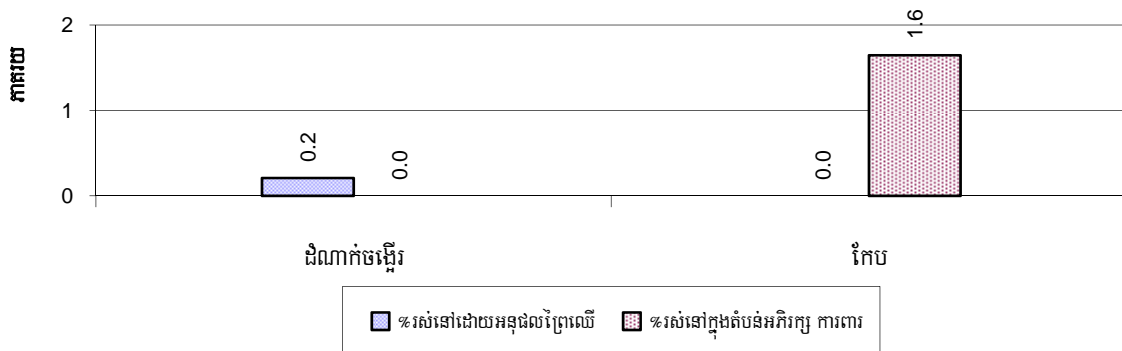 ភាគរយ
2
1
0
0.2
0.0
0.0
1.6
ដំណាក់ចង្អើរ
កែប
%រស់នៅដោយអនុផលព្រៃឈើ
%រស់នៅក្នុងតំបន់អភិរក្ស ការពារ